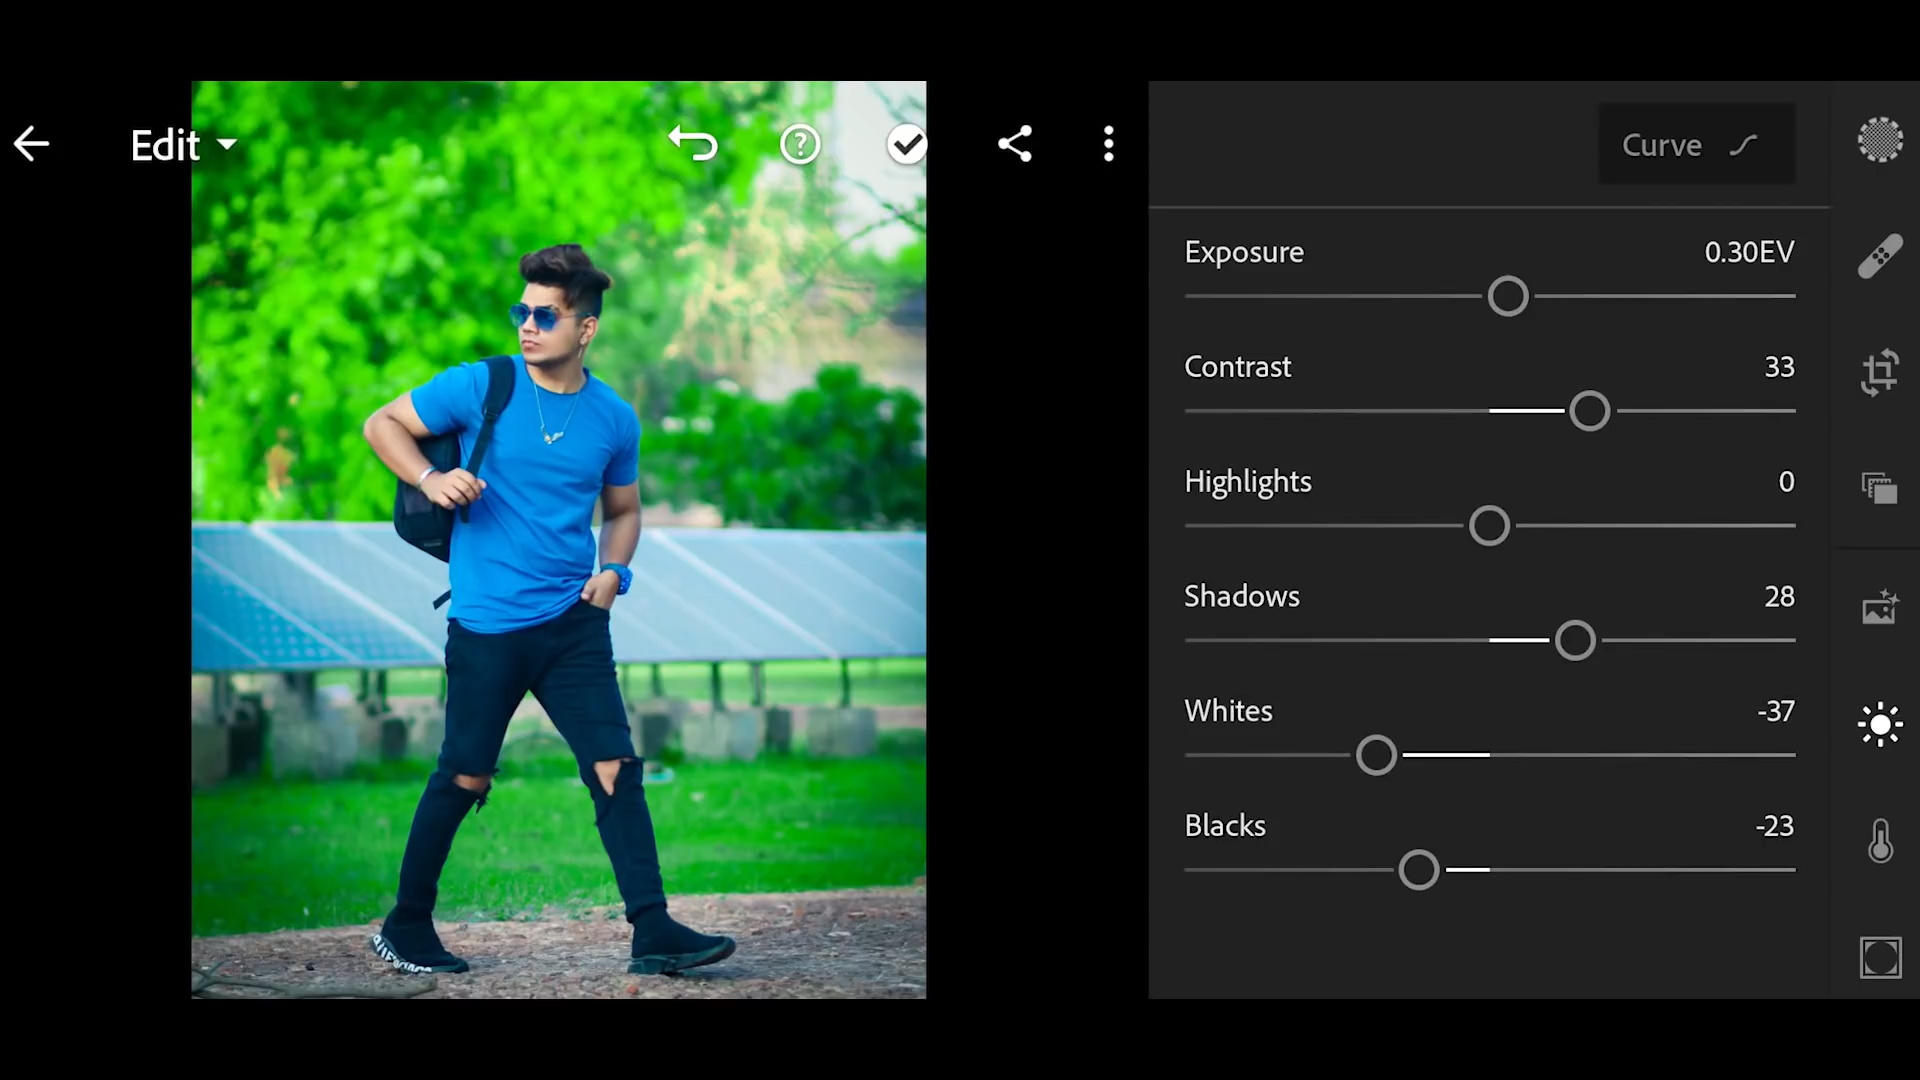 Edit
Curve
Exposure 0.30EV
Contrast 33
Highlights 0
Shadows 28
Whites -37
Blacks -23